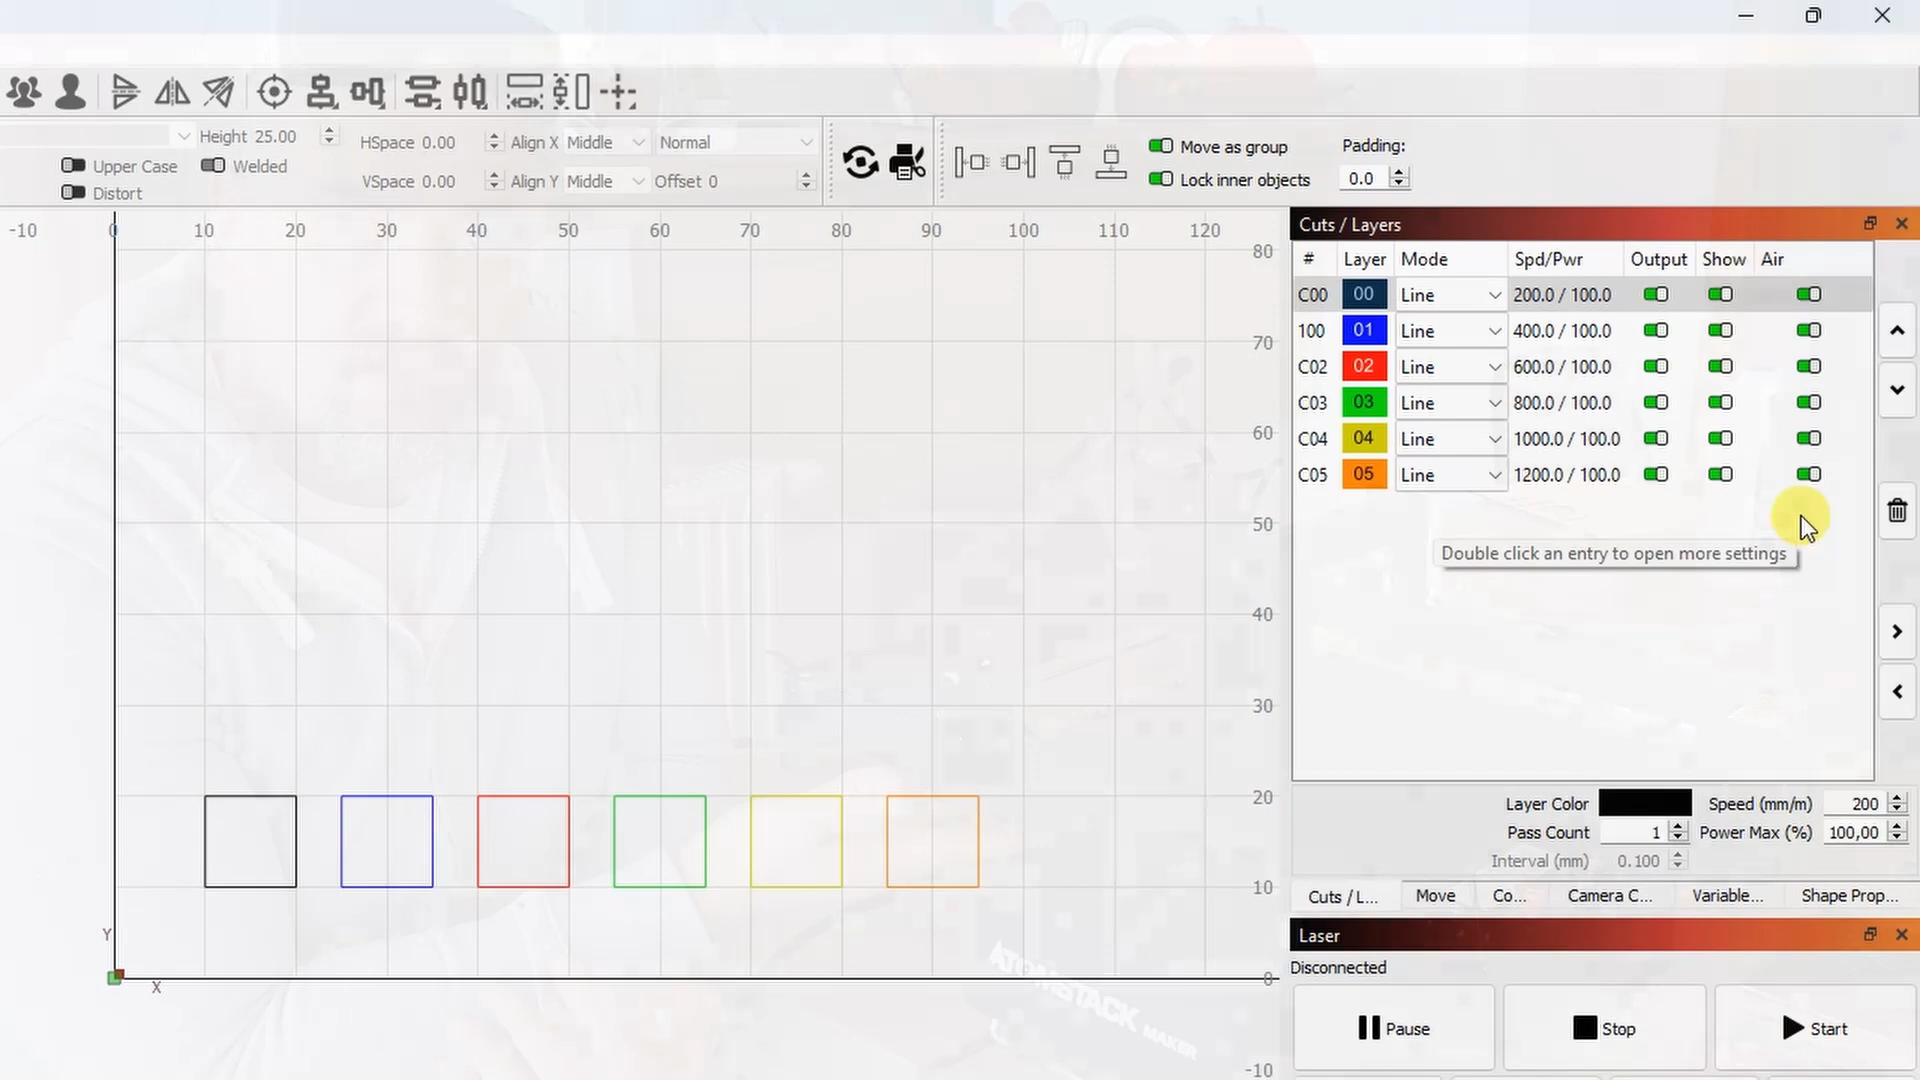 Height 25.00
HSpace 0.00
Align X Middle
Normal
Upper Case
Welded
Distort
VSpace 0.00
Align Y Middle
Offset 0
Move as group
Lock inner objects
Padding:
0.0
-10 0 10 20 30 40 50 60 70 80 90 100 110 120
80
70
60
50
40
30
20
10
0
-10
Y
X
ATOMSTACK MAKER
Cuts / Layers
# Layer Mode Spd/Pwr Output Show Air
C00 00 Line 200.0 / 100.0
100 01 Line 400.0 / 100.0
C02 02 Line 600.0 / 100.0
C03 03 Line 800.0 / 100.0
C04 04 Line 1000.0 / 100.0
C05 05 Line 1200.0 / 100.0
Double click an entry to open more settings
Layer Color
Speed (mm/m) 200
Pass Count 1
Power Max (%) 100,00
Interval (mm) 0.100
Cuts / L... Move Co... Camera C... Variable... Shape Prop...
Laser
Disconnected
Pause
Stop
Start